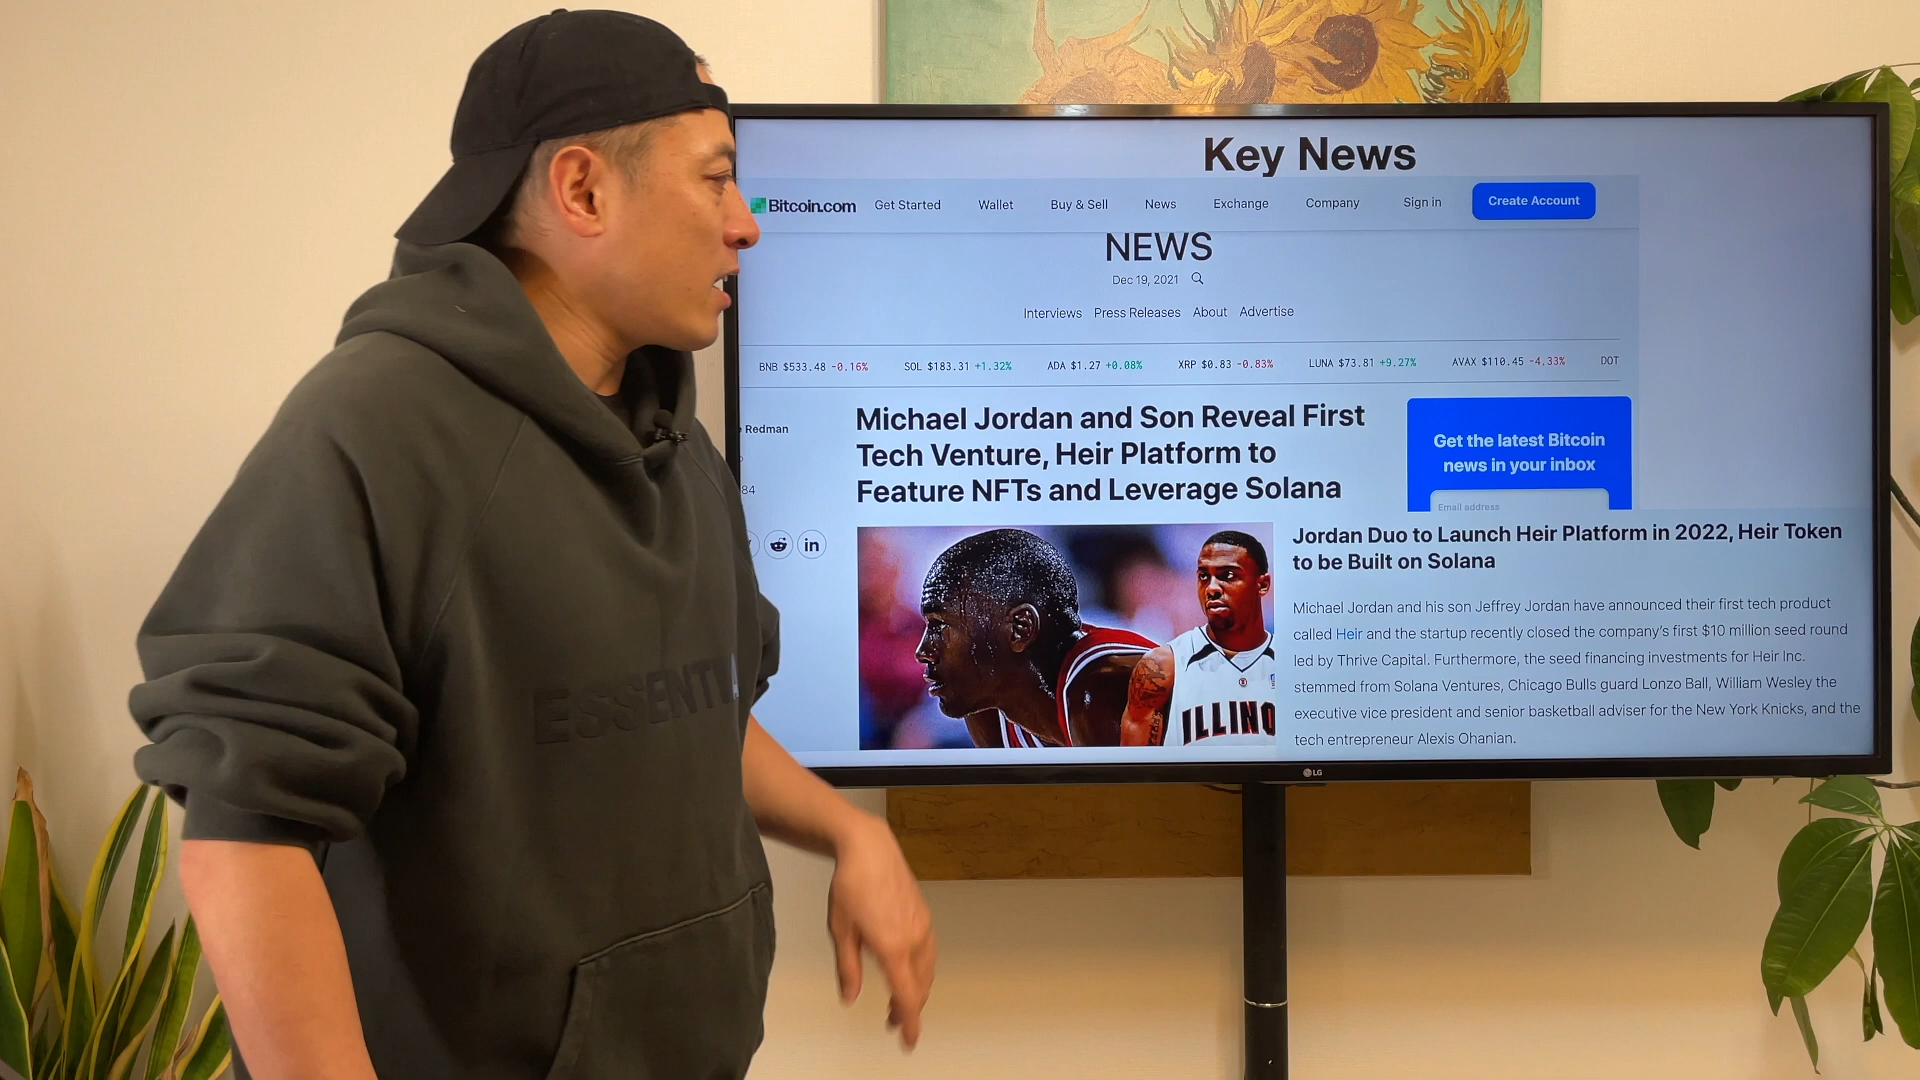 Key News
Bitcoin.com Get Started Wallet Buy & Sell News Exchange Company Sign in Create Account
NEWS
Dec 19, 2021
Interviews Press Releases About Advertise
BNB $533.48 -0.16% SOL $183.31 +1.32% ADA $1.27 +0.08% XRP $0.83 -0.83% LUNA $73.81 +9.27% AVAX $110.45 -4.33% DOT
Redman
84
Michael Jordan and Son Reveal First
Tech Venture, Heir Platform to
Feature NFTs and Leverage Solana
Get the latest Bitcoin
news in your inbox
Email address
in
ILLINO
Jordan Duo to Launch Heir Platform in 2022, Heir Token
to be Built on Solana
Michael Jordan and his son Jeffrey Jordan have announced their first tech product
called Heir and the startup recently closed the company's first $10 million seed round
led by Thrive Capital. Furthermore, the seed financing investments for Heir Inc.
stemmed from Solana Ventures, Chicago Bulls guard Lonzo Ball, William Wesley the
executive vice president and senior basketball adviser for the New York Knicks, and the
tech entrepreneur Alexis Ohanian.
LG
ESSENTIA